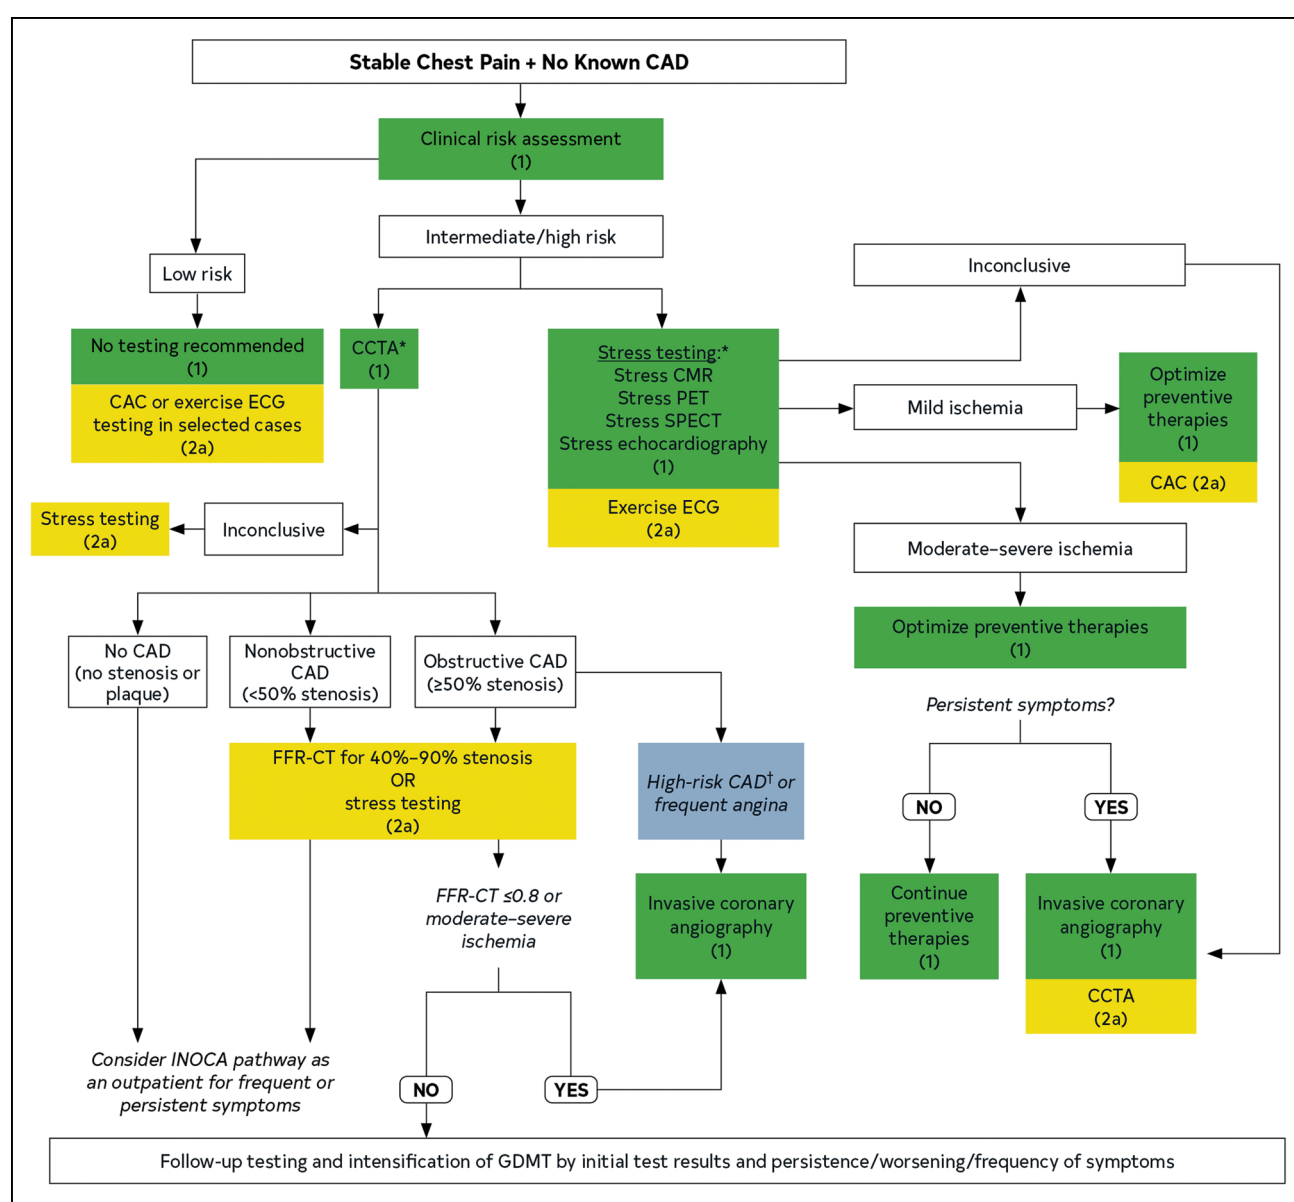 Stable Chest Pain + No Known CAD
Clinical risk assessment
(1)
Intermediate/high risk
Low risk
No testing recommended
(1)
CAC or exercise ECG
testing in selected cases
(2a)
CCTA*
(1)
Stress testing:*
Stress CMR
Stress PET
Stress SPECT
Stress echocardiography
(1)
Exercise ECG
(2a)
Inconclusive
Mild ischemia
Optimize
preventive
therapies
(1)
CAC (2a)
Moderate–severe ischemia
Optimize preventive therapies
(1)
Persistent symptoms?
NO
YES
Continue
preventive
therapies
(1)
Invasive coronary
angiography
(1)
CCTA
(2a)
Stress testing
(2a)
Inconclusive
No CAD
(no stenosis or
plaque)
Nonobstructive
CAD
(<50% stenosis)
Obstructive CAD
(≥50% stenosis)
FFR-CT for 40%–90% stenosis
OR
stress testing
(2a)
High-risk CAD† or
frequent angina
FFR-CT ≤0.8 or
moderate–severe
ischemia
Invasive coronary
angiography
(1)
NO
YES
Consider INOCA pathway as
an outpatient for frequent or
persistent symptoms
Follow-up testing and intensification of GDMT by initial test results and persistence/worsening/frequency of symptoms